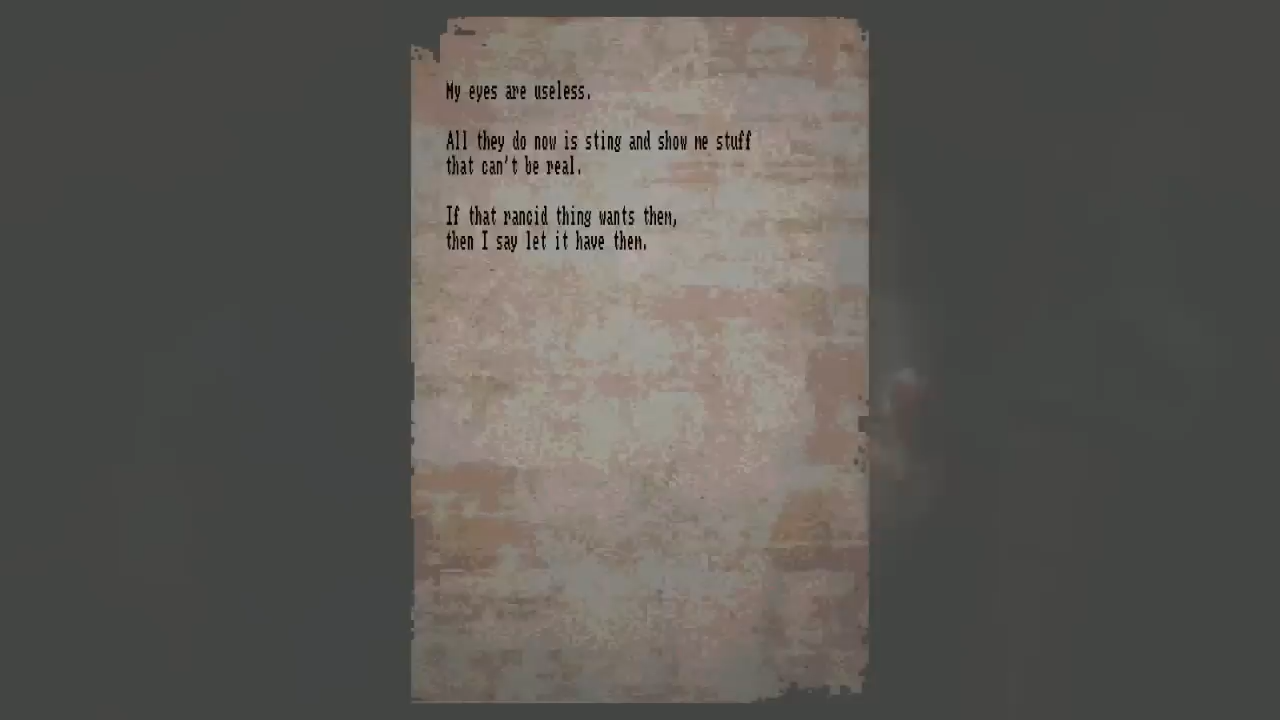 My eyes are useless.
All they do now is sting and show me stuff
that can't be real.
If that rancid thing wants them,
then I say let it have them.